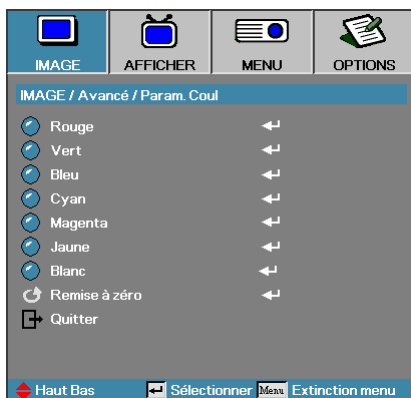 IMAGE AFFICHER MENU OPTIONS
IMAGE / Avancé / Param. Coul
Rouge
Vert
Bleu
Cyan
Magenta
Jaune
Blanc
Remise à zéro
Quitter
Haut Bas Sélectionner Menu Extinction menu